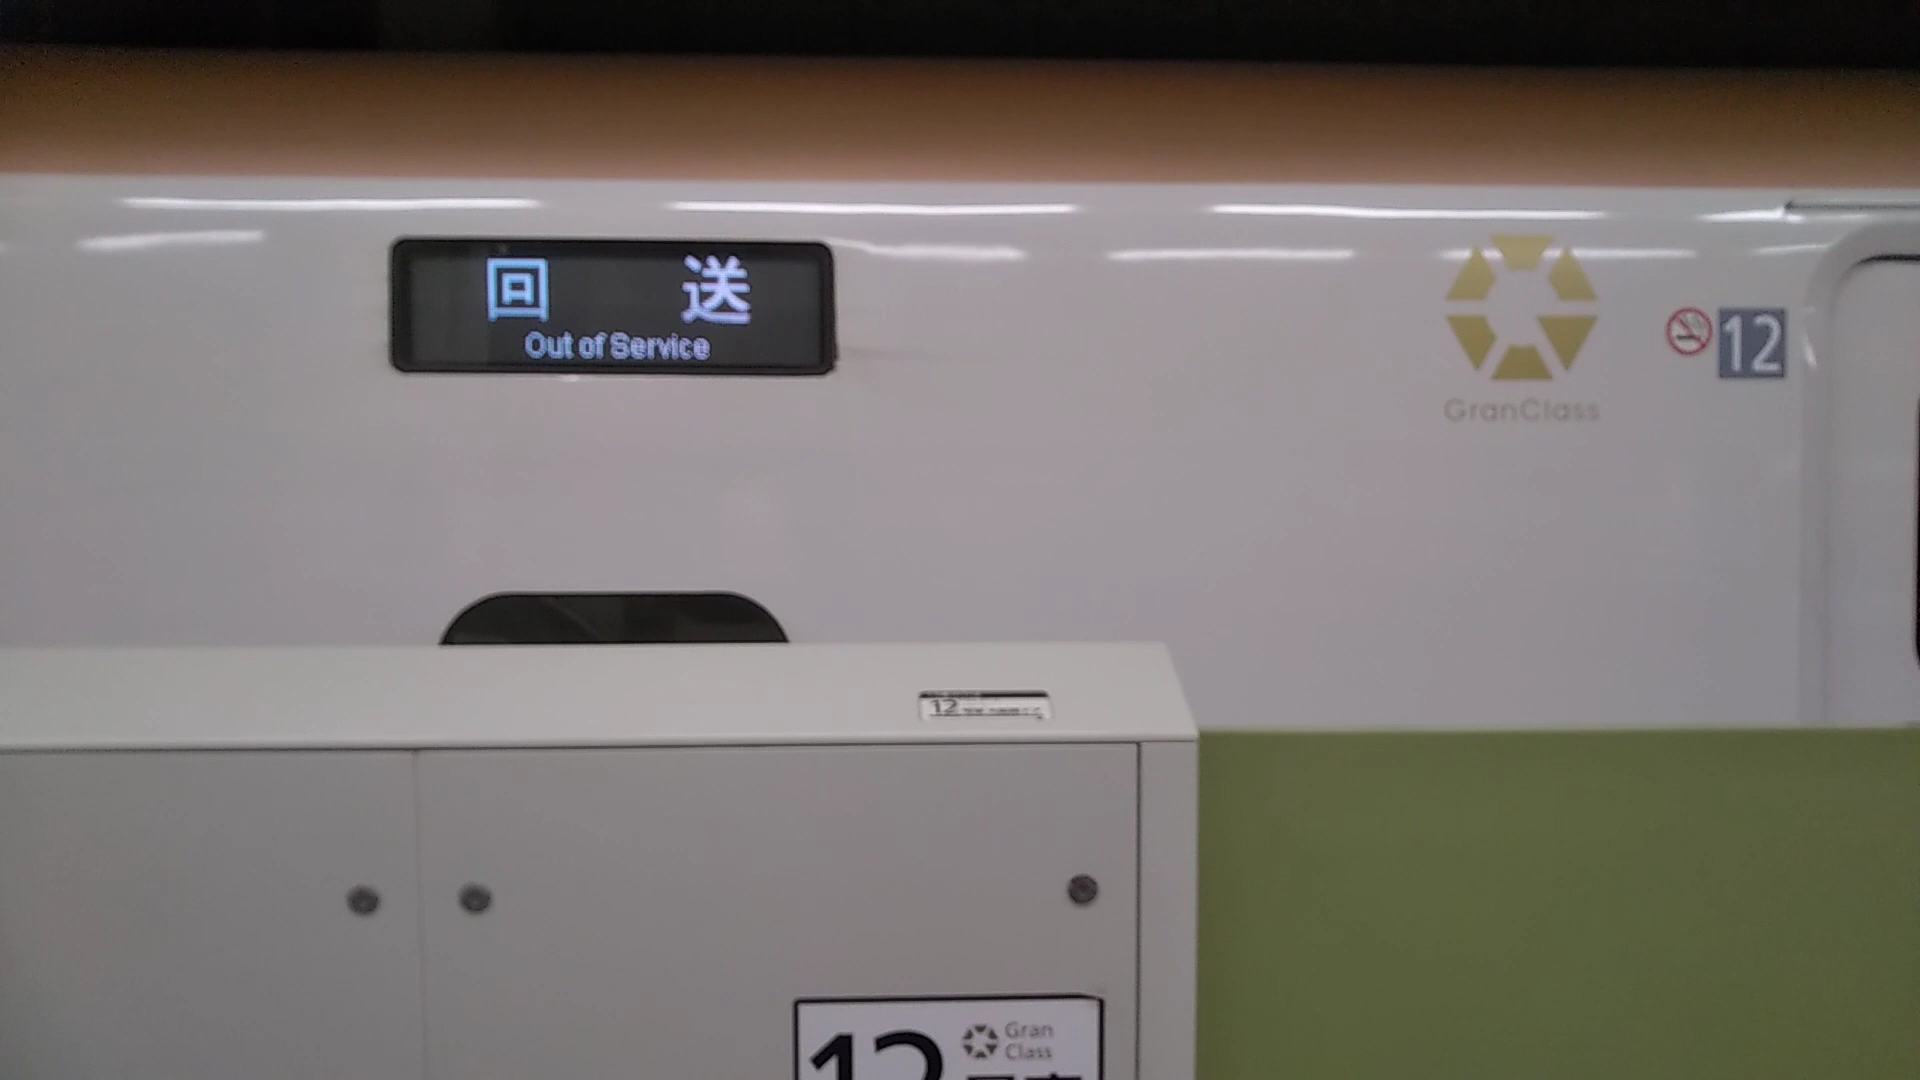 回 送
Out of Service
GranClass
12
12
12
Gran
Class